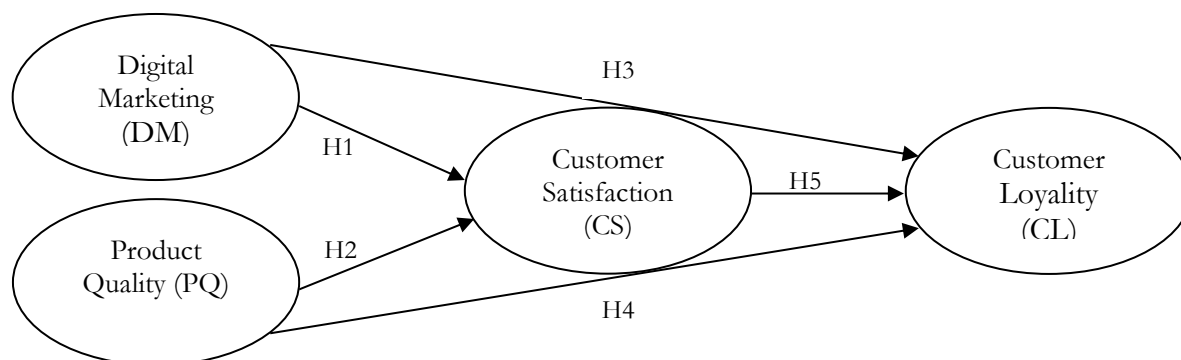 Digital
Marketing
(DM)
H3
H1
Customer
Satisfaction
(CS)
H5
Customer
Loyality
(CL)
Product
Quality (PQ)
H2
H4